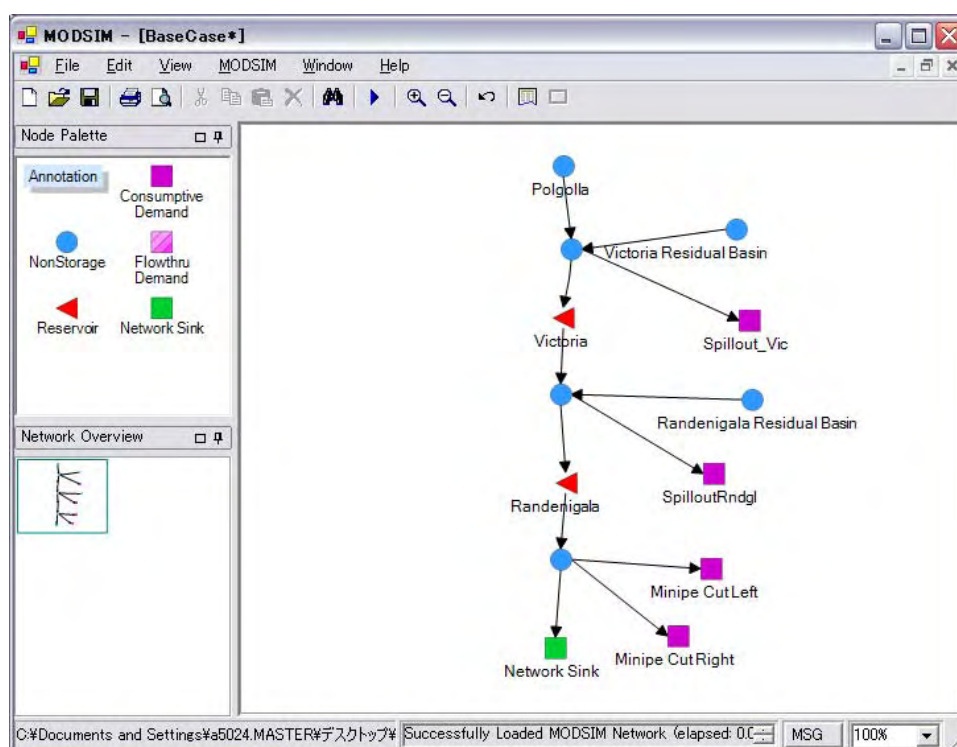 MODSIM - [BaseCase*]
File Edit View MODSIM Window Help
Node Palette
Annotation
Consumptive
Demand
NonStorage
Flowthru
Demand
Reservoir
Network Sink
Network Overview
Polgolla
Victoria Residual Basin
Spillout_Vic
Victoria
Randenigala Residual Basin
SpilloutRndgl
Randenigala
Minipe Cut Left
Minipe Cut Right
Network Sink
C:¥Documents and Settings¥a5024.MASTER¥デスクトップ¥ Successfully Loaded MODSIM Network (elapsed: MSG 100%